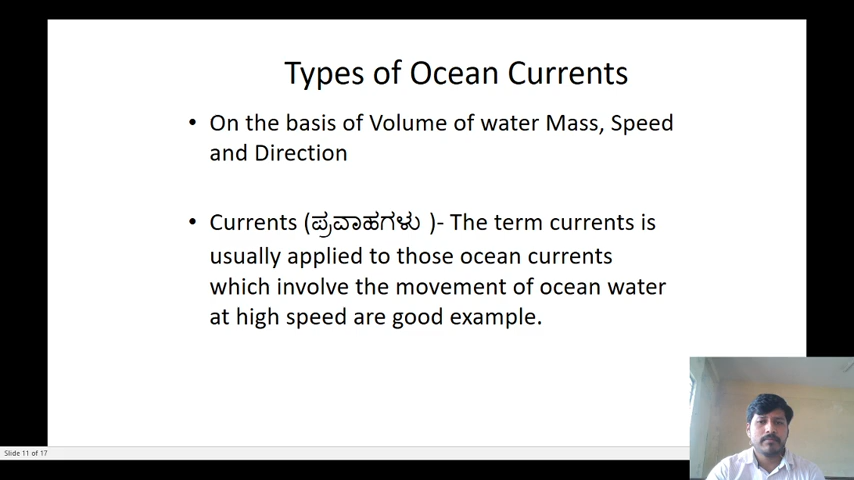 Types of Ocean Currents
• On the basis of Volume of water Mass, Speed
and Direction
• Currents (ಪ್ರವಾಹಗಳು )- The term currents is
usually applied to those ocean currents
which involve the movement of ocean water
at high speed are good example.
Slide 11 of 17